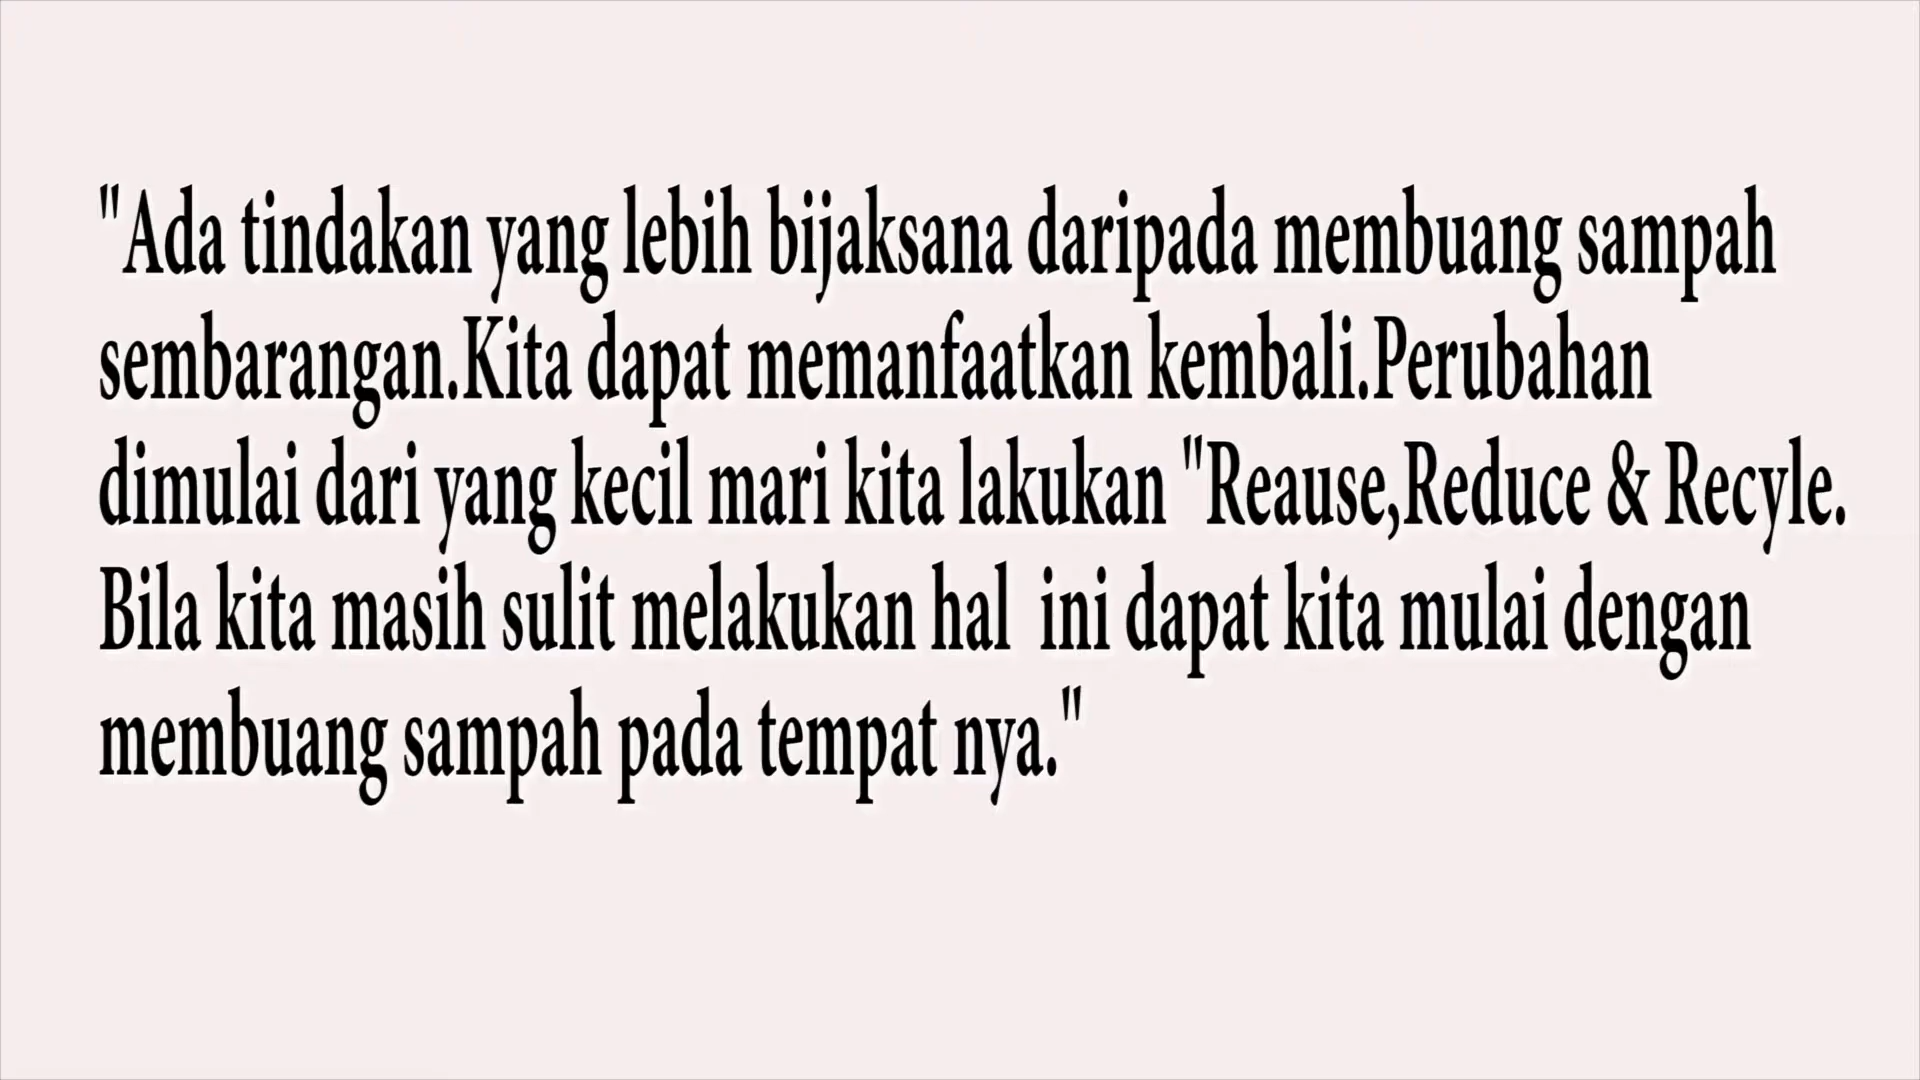 "Ada tindakan yang lebih bijaksana daripada membuang sampah
sembarangan.Kita dapat memanfaatkan kembali.Perubahan
dimulai dari yang kecil mari kita lakukan "Reause,Reduce & Recyle.
Bila kita masih sulit melakukan hal  ini dapat kita mulai dengan
membuang sampah pada tempat nya."